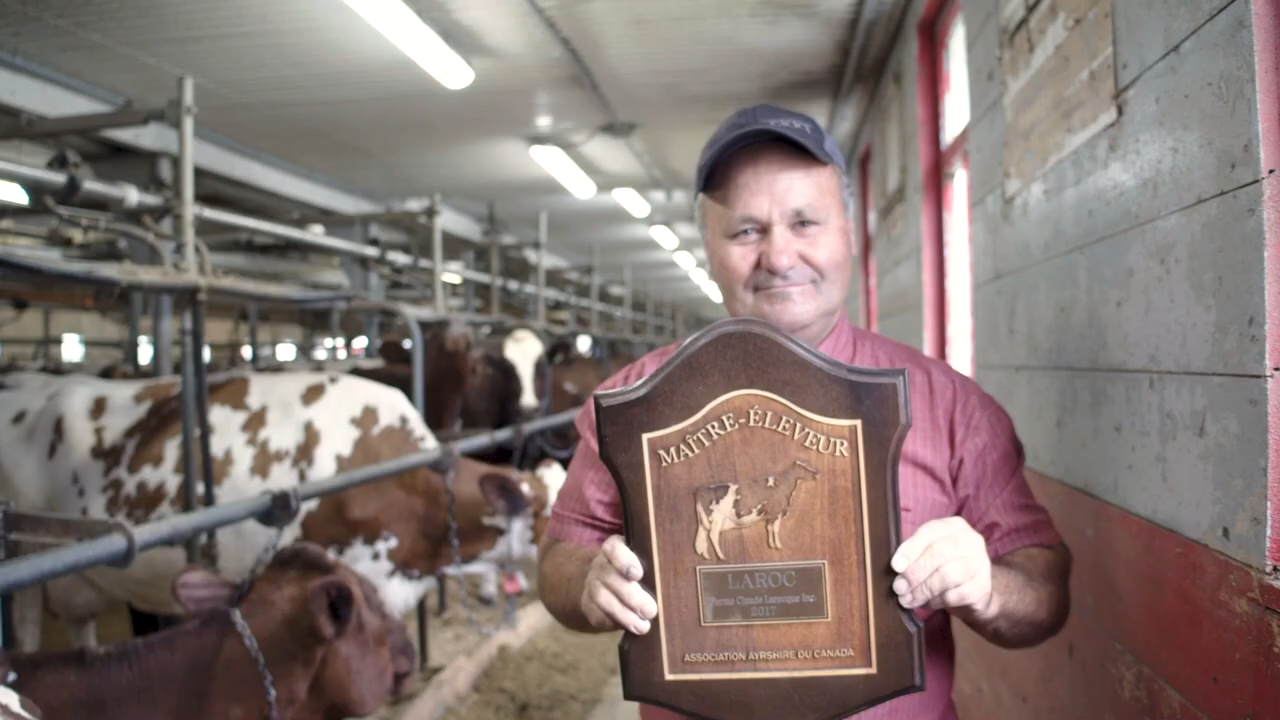 MAÎTRE-ÉLEVEUR
LAROC
Ferme Claude Larocque Inc.
2017
ASSOCIATION AYRSHIRE DU CANADA